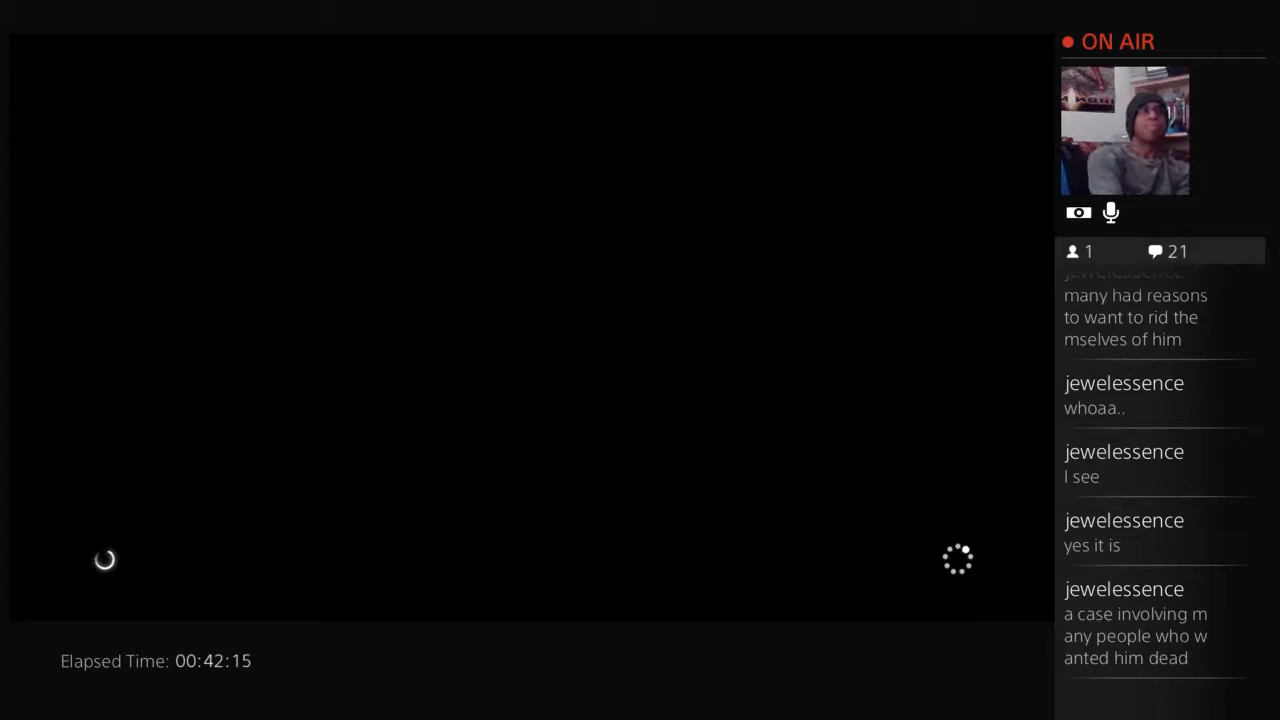 ON AIR
1 21
jewelessence
many had reasons
to want to rid the
mselves of him
jewelessence
whoaa..
jewelessence
I see
jewelessence
yes it is
jewelessence
a case involving m
any people who w
anted him dead
Elapsed Time: 00:42:15